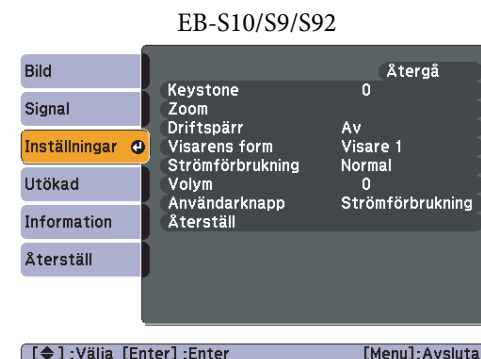 EB-S10/S9/S92
Bild
Signal
Inställningar
Utökad
Information
Återställ
Återgå
Keystone 0
Zoom
Driftspärr Av
Visarens form Visare 1
Strömförbrukning Normal
Volym 0
Användarknapp Strömförbrukning
Återställ
[◆] :Välja [Enter] :Enter [Menu]:Avsluta